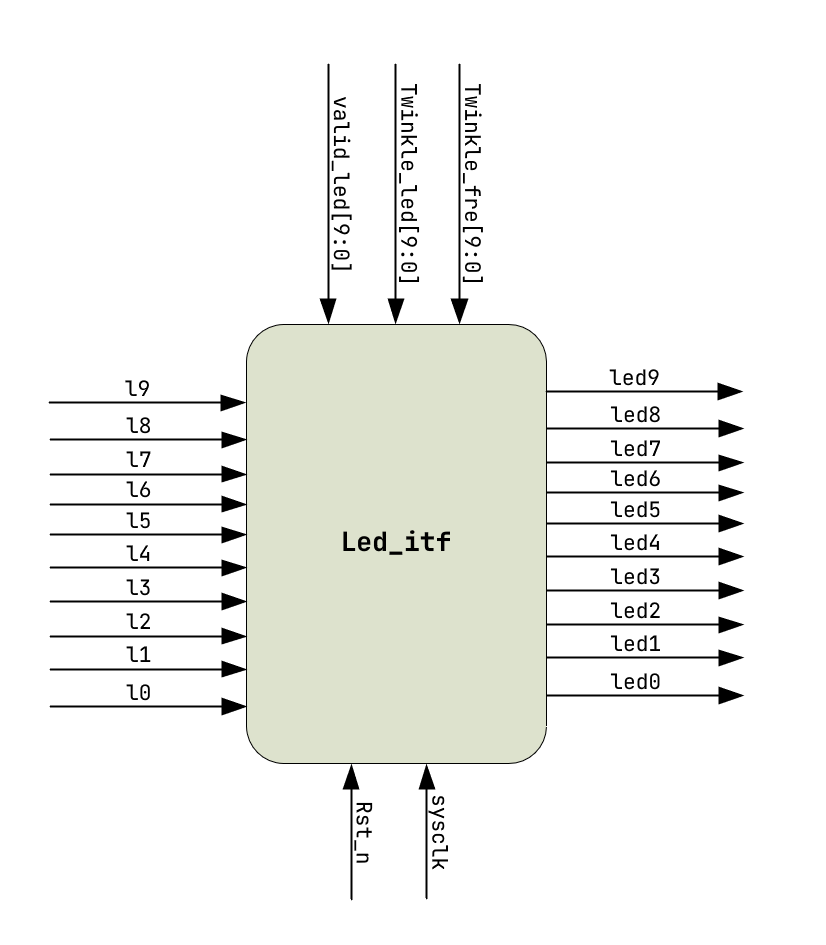 valid_led[9:0]
Twinkle_led[9:0]
Twinkle_fre[9:0]
l9
l8
l7
l6
l5
l4
l3
l2
l1
l0
Led_itf
led9
led8
led7
led6
led5
led4
led3
led2
led1
led0
Rst_n
sysclk